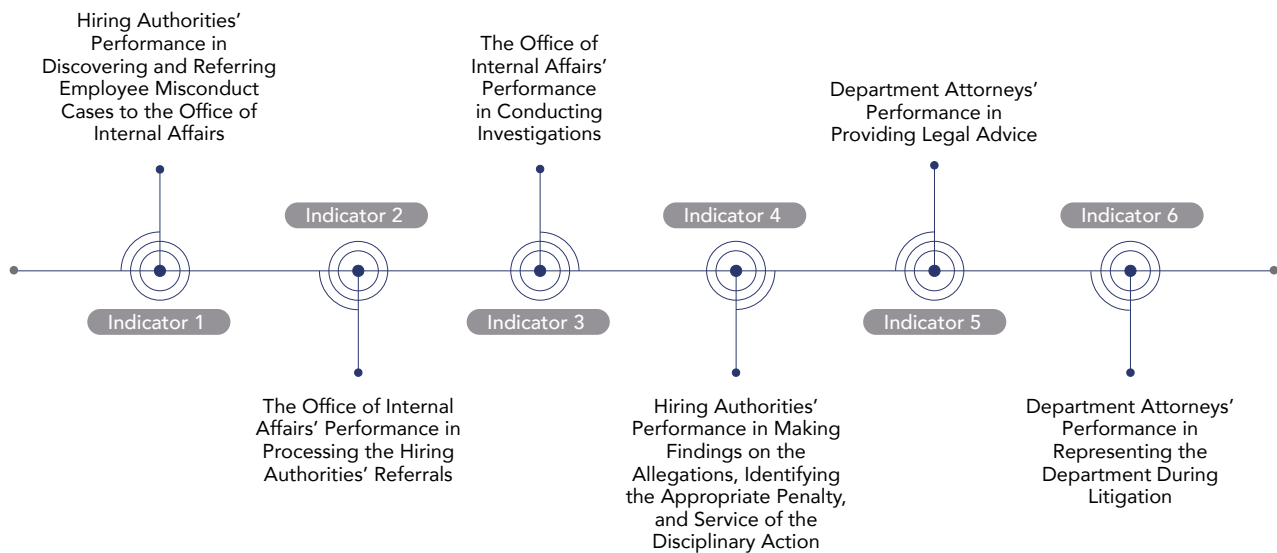 Hiring Authorities’
Performance in
Discovering and Referring
Employee Misconduct
Cases to the Office of
Internal Affairs
Indicator 1
Indicator 2
The Office of Internal
Affairs’ Performance in
Processing the Hiring
Authorities’ Referrals
The Office of
Internal Affairs’
Performance
in Conducting
Investigations
Indicator 3
Indicator 4
Hiring Authorities’
Performance in Making
Findings on the
Allegations, Identifying
the Appropriate Penalty,
and Service of the
Disciplinary Action
Department Attorneys’
Performance in
Providing Legal Advice
Indicator 5
Indicator 6
Department Attorneys’
Performance in
Representing the
Department During
Litigation